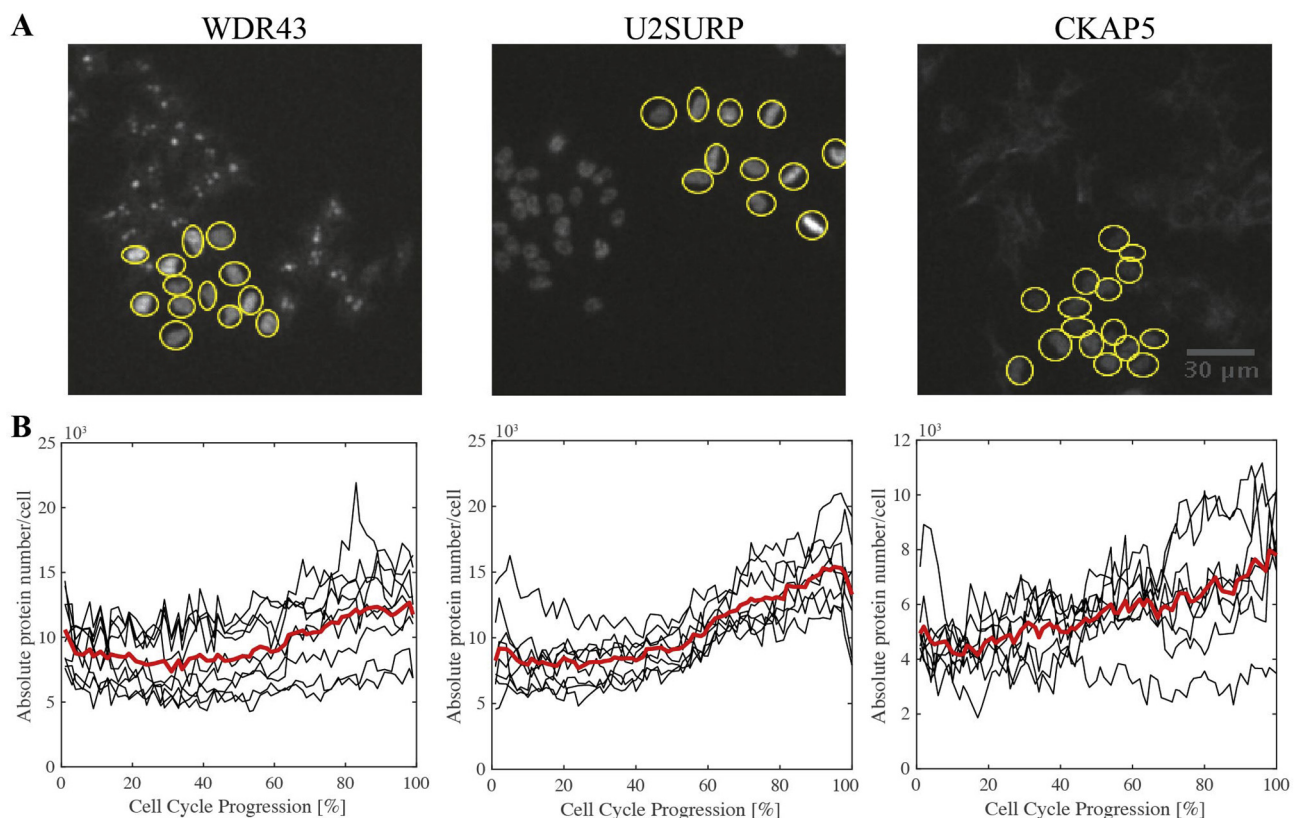 A
WDR43
U2SURP
CKAP5
30 µm
B
10³
25
20
15
10
5
0
Absolute protein number/cell
0 20 40 60 80 100
Cell Cycle Progression [%]
10³
25
20
15
10
5
0
Absolute protein number/cell
0 20 40 60 80 100
Cell Cycle Progression [%]
10³
12
10
8
6
4
2
0
Absolute protein number/cell
0 20 40 60 80 100
Cell Cycle Progression [%]